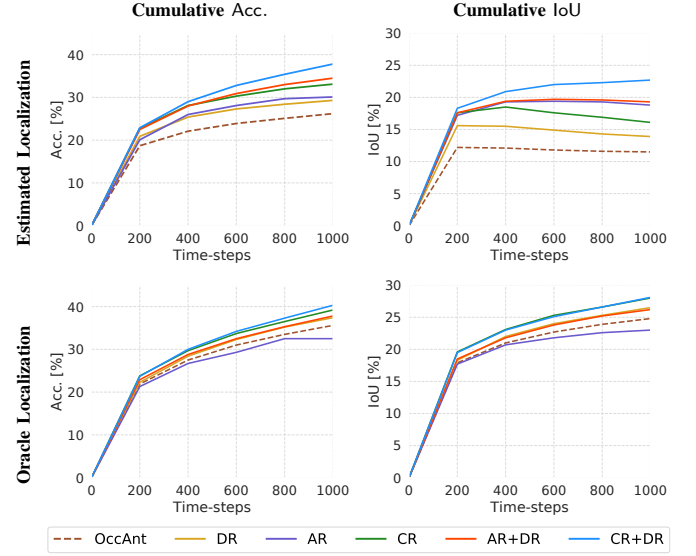 Cumulative Acc.
Cumulative IoU
Estimated Localization
Acc. [%]
40
30
20
10
0
0 200 400 600 800 1000
Time-steps
IoU [%]
30
25
20
15
10
5
0
0 200 400 600 800 1000
Time-steps
Oracle Localization
Acc. [%]
40
30
20
10
0
0 200 400 600 800 1000
Time-steps
IoU [%]
30
25
20
15
10
5
0
0 200 400 600 800 1000
Time-steps
OccAnt DR AR CR AR+DR CR+DR